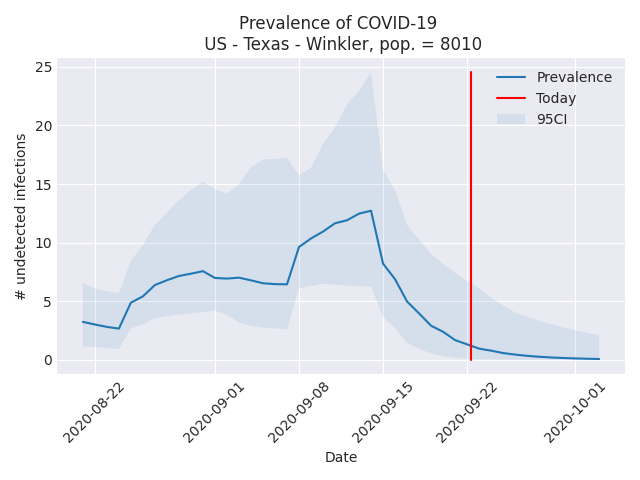 Prevalence of COVID-19
US - Texas - Winkler, pop. = 8010
# undetected infections
25
20
15
10
5
0
Prevalence
Today
95CI
2020-08-22
2020-09-01
2020-09-08
2020-09-15
2020-09-22
2020-10-01
Date